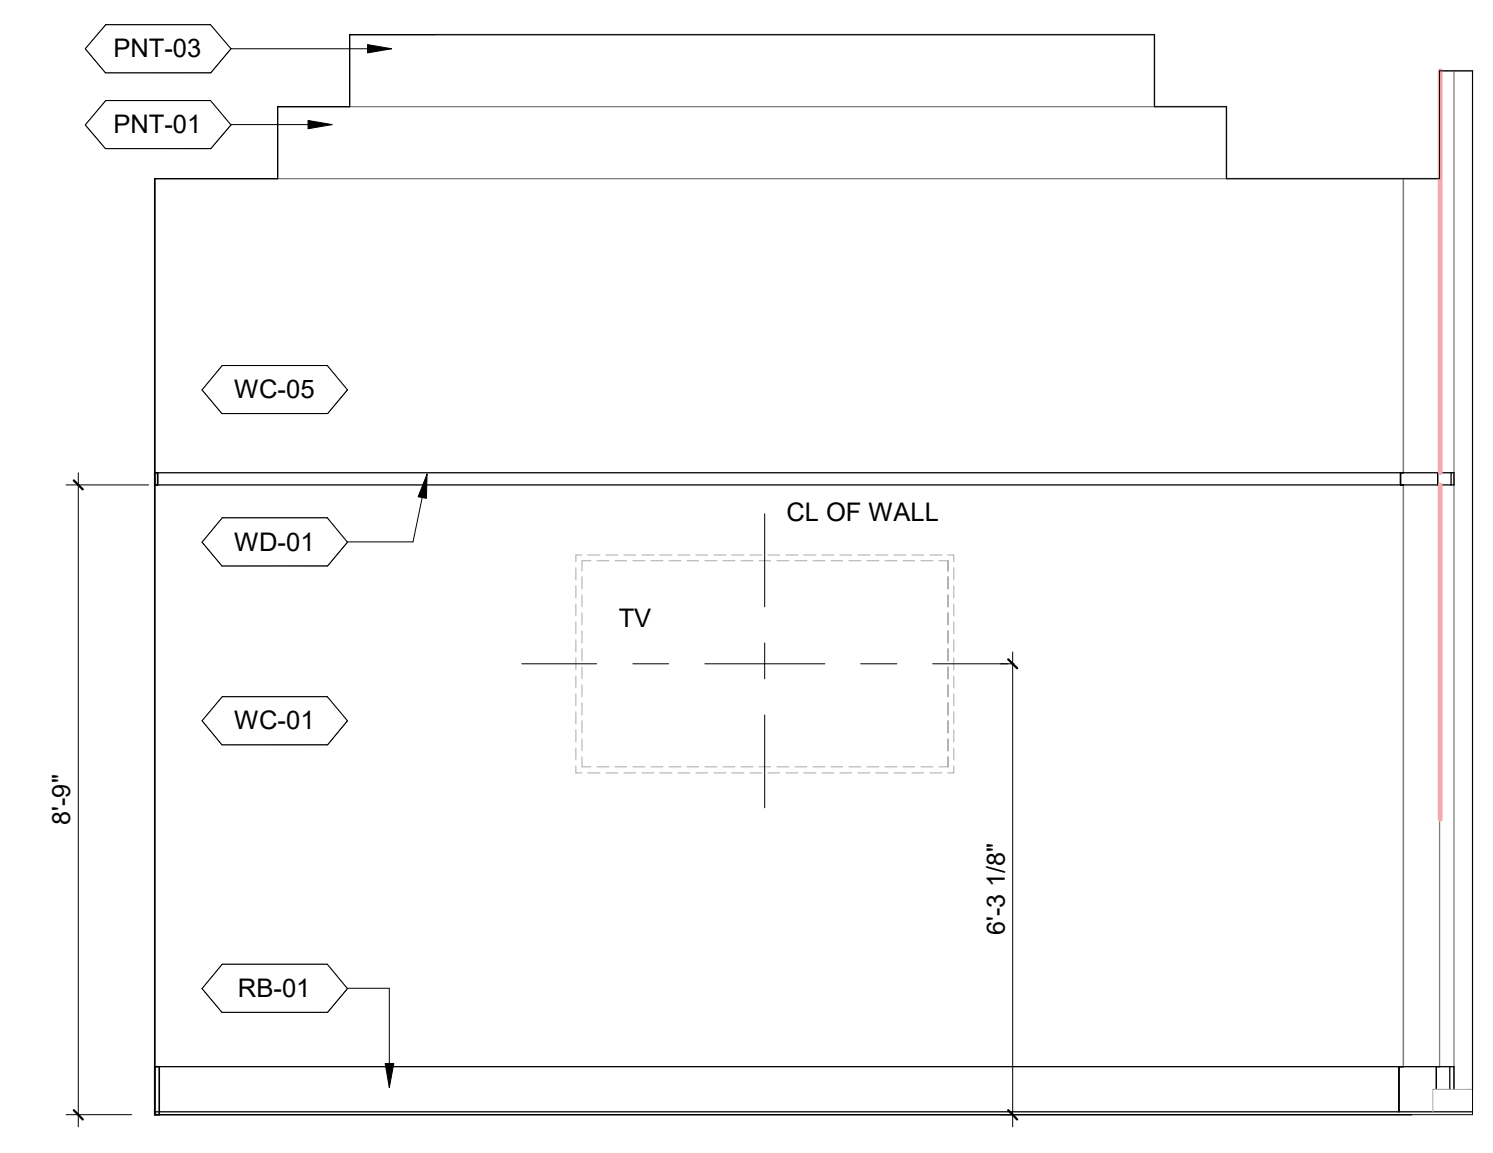 PNT-03
PNT-01
WC-05
CL OF WALL
WD-01
TV
WC-01
8'-9"
6'-3 1/8"
RB-01